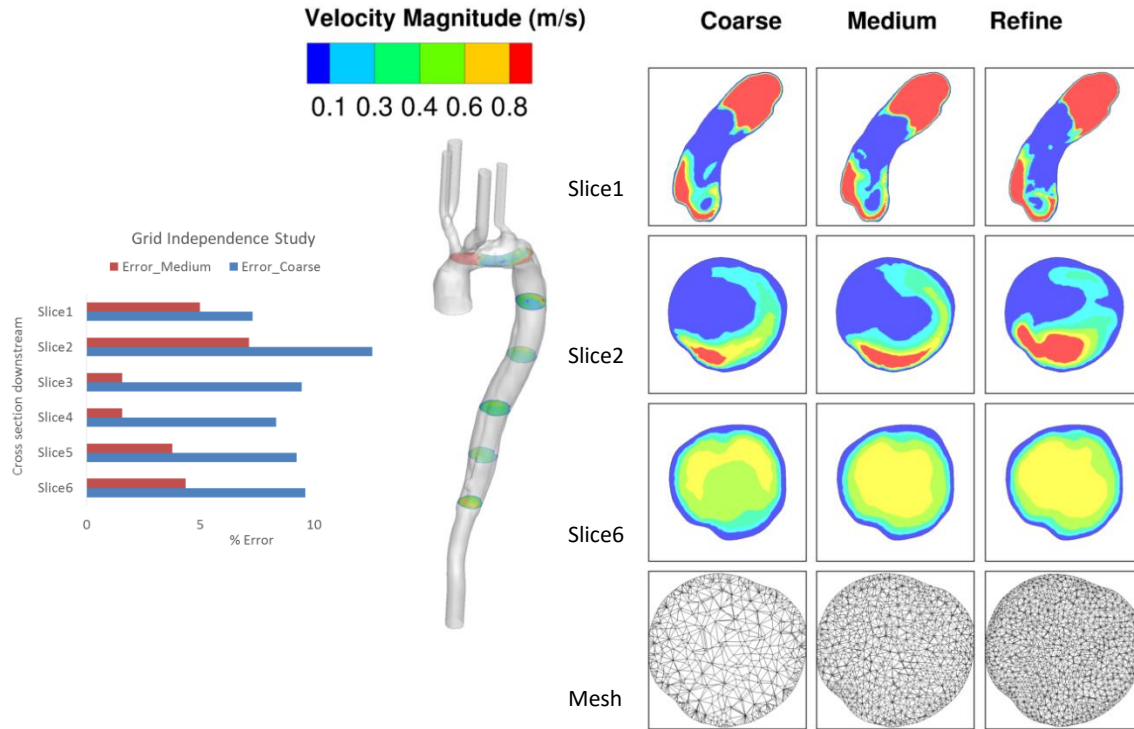 Velocity Magnitude (m/s)
0.1 0.3 0.4 0.6 0.8
Coarse Medium Refine
Slice1
Slice2
Slice6
Mesh
Grid Independence Study
Error_Medium Error_Coarse
Cross section downstream
Slice1
Slice2
Slice3
Slice4
Slice5
Slice6
0 5 10
% Error